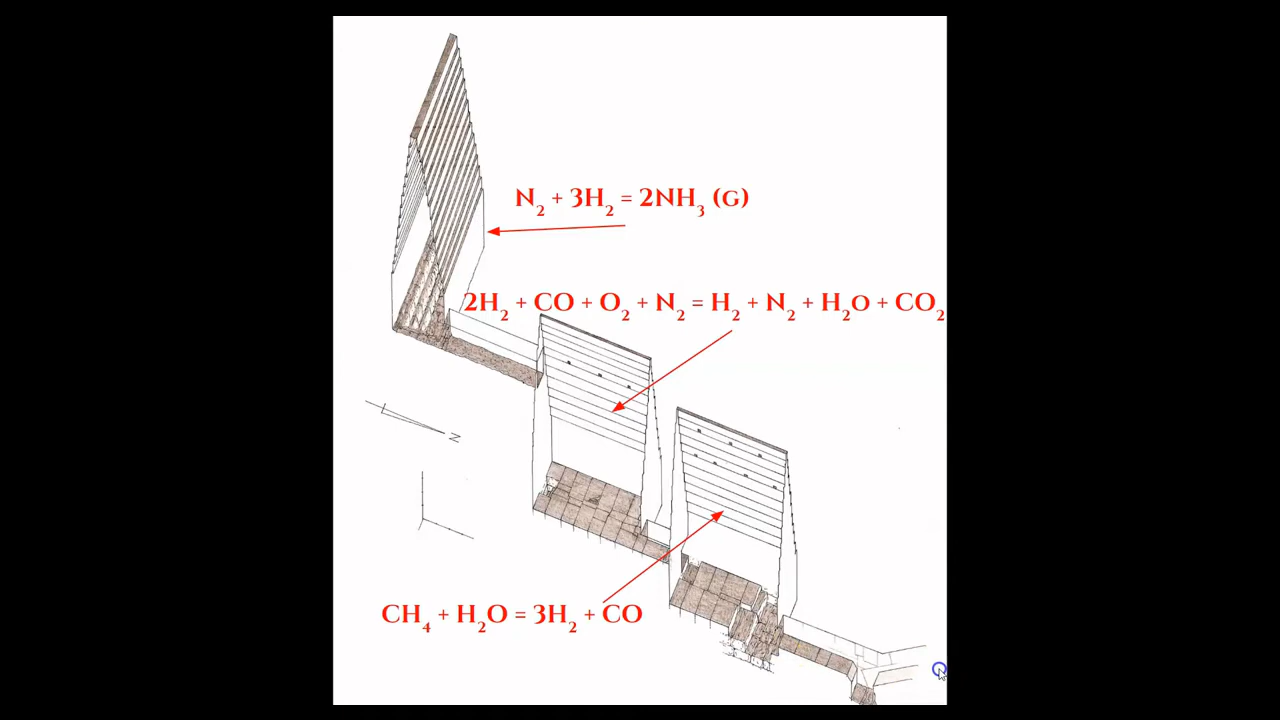 N₂ + 3H₂ = 2NH₃ (G)
2H₂ + CO + O₂ + N₂ = H₂ + N₂ + H₂O + CO₂
N
CH₄ + H₂O = 3H₂ + CO